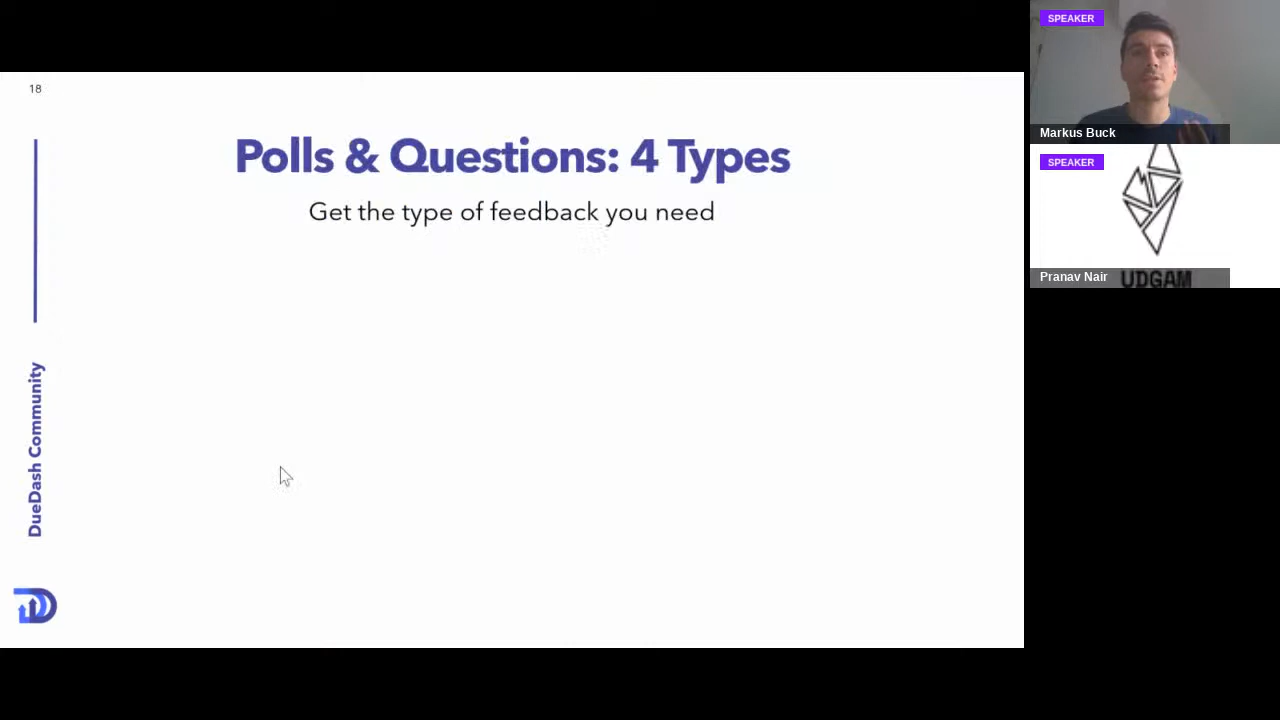 18
Polls & Questions: 4 Types
Get the type of feedback you need
DueDash Community
SPEAKER
Markus Buck
SPEAKER
Pranav Nair
UDGAM